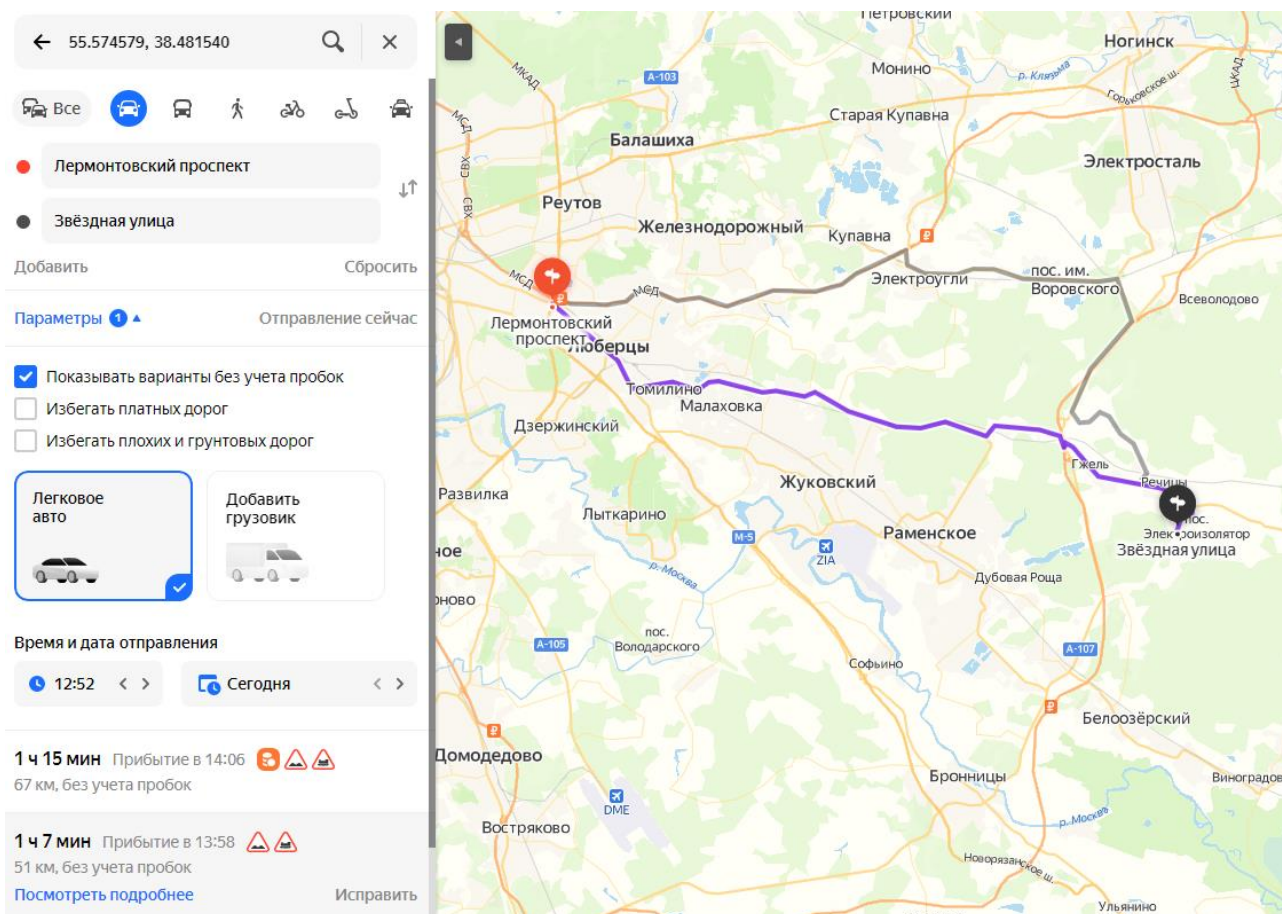 55.574579, 38.481540
Все
Лермонтовский проспект
Звёздная улица
Добавить
Сбросить
Параметры 1
Отправление сейчас
Показывать варианты без учета пробок
Избегать платных дорог
Избегать плохих и грунтовых дорог
Легковое
авто
Добавить
грузовик
Время и дата отправления
12:52
Сегодня
1 ч 15 мин Прибытие в 14:06
67 км, без учета пробок
1 ч 7 мин Прибытие в 13:58
51 км, без учета пробок
Посмотреть подробнее
Исправить
Петровский
Ногинск
МКАД
А-103
Монино
р. Клязьма
ЦКАД
Горьковское ш.
Старая Купавна
МСД
Балашиха
Электросталь
СВХ
Реутов
СВХ
Железнодорожный
Купавна
МСД
Электроугли
пос. им.
Воровского
МСД
Всеволодово
Лермонтовский
проспект
Люберцы
Томилино
Малаховка
Дзержинский
Гжель
Речицы
Жуковский
Развилка
Лыткарино
пос.
Электроизолятор
Раменское
М-5
Звёздная улица
ZIA
р. Москва
Дубовая Роща
пос.
Володарского
А-105
А-107
Софьино
Белоозёрский
Домодедово
Бронницы
DME
р. Москва
Востряково
Новорязанское ш.
Ульянино